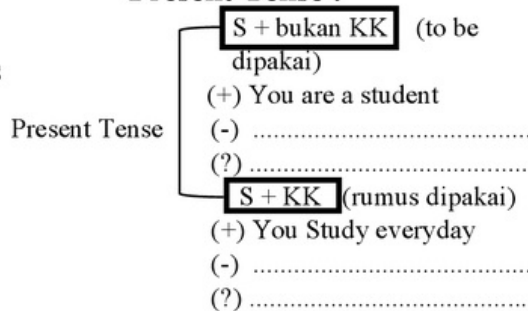 S + bukan KK (to be
dipakai)
(+) You are a student
(-) ........................................
Present Tense
(?) ........................................
S + KK (rumus dipakai)
(+) You Study everyday
(-) ........................................
(?) ........................................